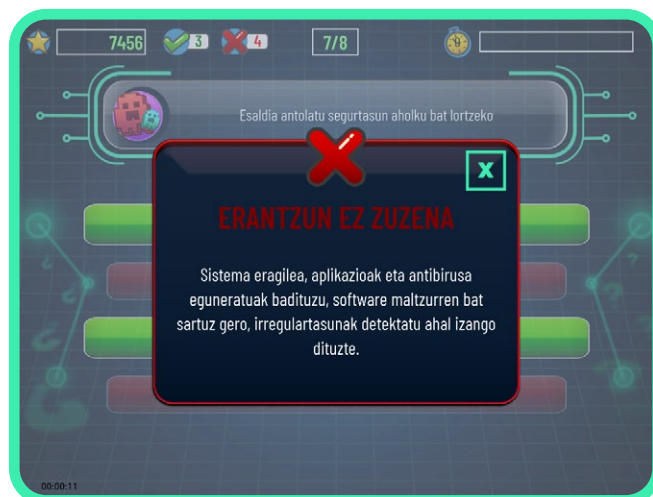 7456 3 4 7/8
Esaldia antolatu segurtasun aholku bat lortzeko
X
ERANTZUN EZ ZUZENA
Sistema eragilea, aplikazioak eta antibirusa
eguneratuak badituzu, software maltzurren bat
sartuz gero, irregulartasunak detektatu ahal izango
dituzte.
00:00:11